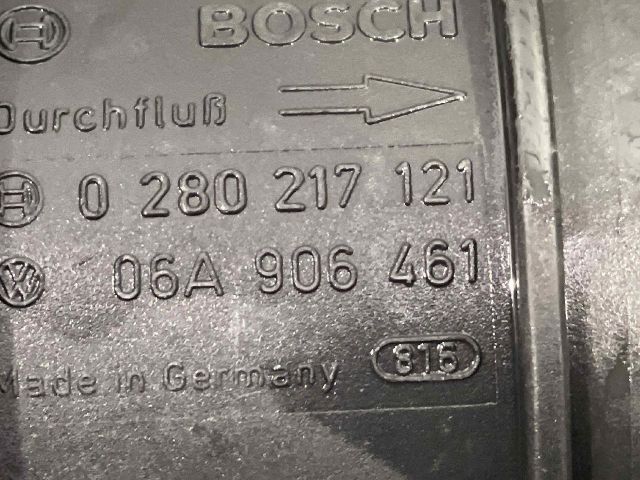 BOSCH
Durchfluß
0 280 217 121
06A 906 461
Made in Germany 816